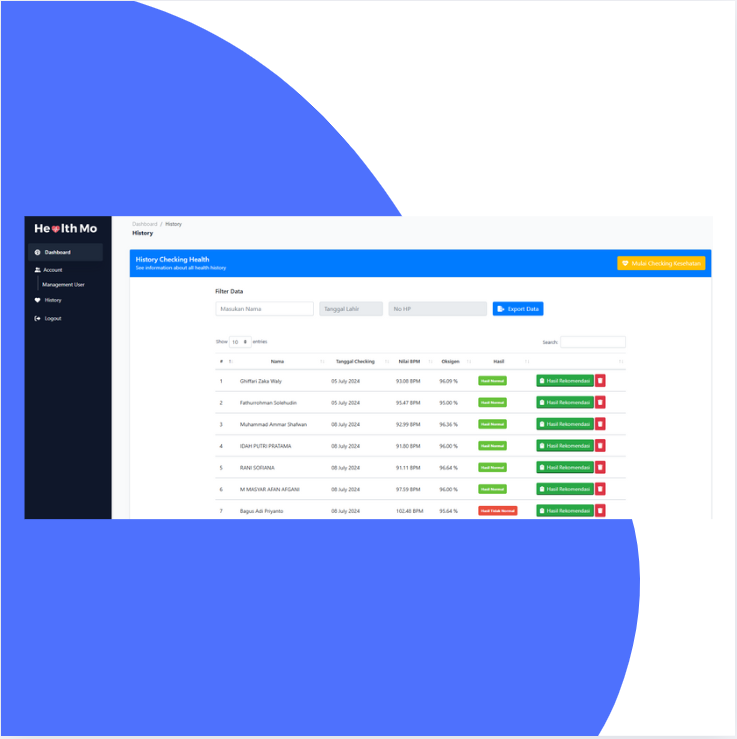 He lth Mo
Dashboard
Account
Management User
History
Logout
Dashboard / History
History
History Checking Health
See information about all health history
Mulai Checking Kesehatan
Filter Data
Masukan Nama
Tanggal Lahir
No HP
Export Data
Show 10 entries
Search:
# Nama Tanggal Checking Nilai BPM Oksigen Hasil
1 Ghiffari Zaka Waly 05 July 2024 93.08 BPM 96.09 % Hasil Normal Hasil Rekomendasi
2 Fathurrohman Solehudin 05 July 2024 95.47 BPM 95.00 % Hasil Normal Hasil Rekomendasi
3 Muhammad Ammar Shafwan 08 July 2024 92.99 BPM 96.36 % Hasil Normal Hasil Rekomendasi
4 IDAH PUTRI PRATAMA 08 July 2024 91.80 BPM 96.00 % Hasil Normal Hasil Rekomendasi
5 RANI SOFIANA 08 July 2024 91.11 BPM 96.64 % Hasil Normal Hasil Rekomendasi
6 M MASYAR AFAN AFGANI 08 July 2024 97.59 BPM 96.00 % Hasil Normal Hasil Rekomendasi
7 Bagus Adi Priyanto 08 July 2024 102.48 BPM 95.64 % Hasil Tidak Normal Hasil Rekomendasi